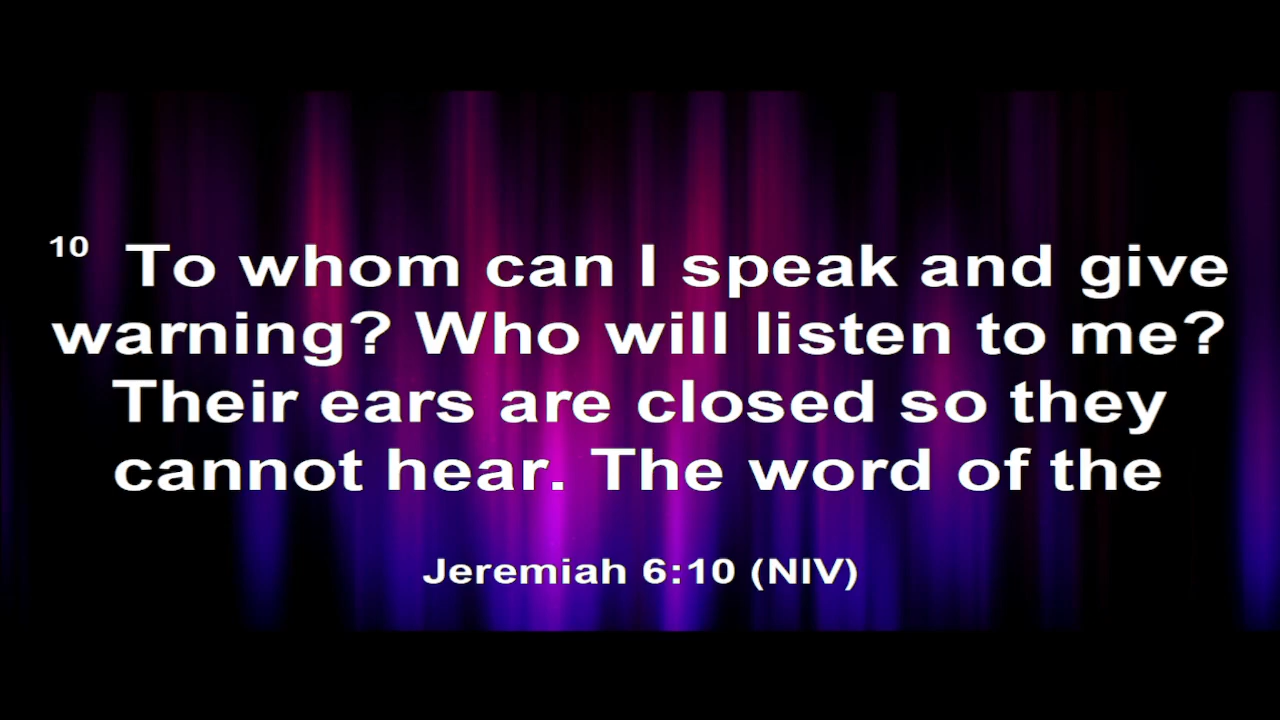 10 To whom can I speak and give
warning? Who will listen to me?
Their ears are closed so they
cannot hear. The word of the
Jeremiah 6:10 (NIV)